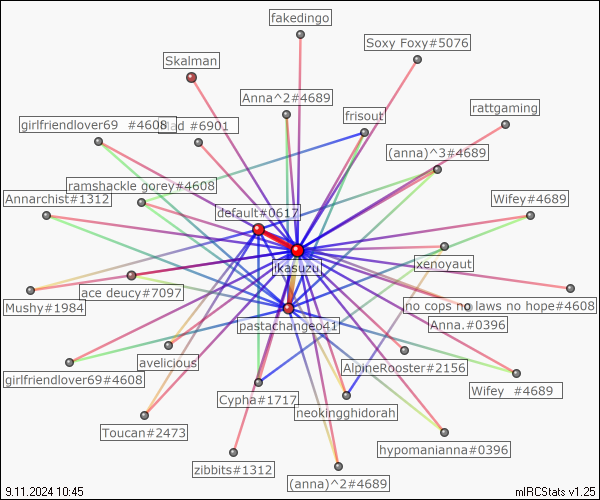 fakedingo
Soxy Foxy#5076
Skalman
Anna^2#4689
rattgaming
frisout
girlfriendlover69 #4608
#6901
(anna)^3#4689
ramshackle gorey#4608
Annarchist#1312
Wifey#4689
default#0617
ikasuzu
xenoyaut
ace deucy#7097
Mushy#1984
no cops no laws no hope#4608
Anna.#0396
pastachangeo41
avelicious
AlpineRooster#2156
girlfriendlover69#4608
Wifey #4689
Cypha#1717
neokingghidorah
Toucan#2473
hypomanianna#0396
zibbits#1312
(anna)^2#4689
9.11.2024 10:45
mIRCStats v1.25